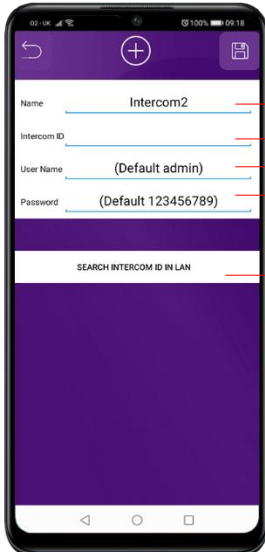 02-UK 100% 09:18
Name Intercom2
Intercom ID
User Name (Default admin)
Password (Default 123456789)
SEARCH INTERCOM ID IN LAN